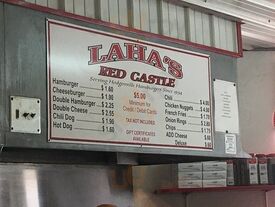 LAHA'S
RED CASTLE
Serving Hodgenville Hamburgers Since 1934
Hamburger $1.60
Cheeseburger $1.90
Double Hamburger $2.25
Double Cheese $2.55
Chili Dog $1.90
Hot Dog $1.60
$5.00
Minimum for
Credit / Debit Cards
TAX NOT INCLUDED
GIFT CERTIFICATES
AVAILABLE
Chili
Chicken Nuggets
French Fries
Onion Rings
Chips
ADD Cheese
Deluxe